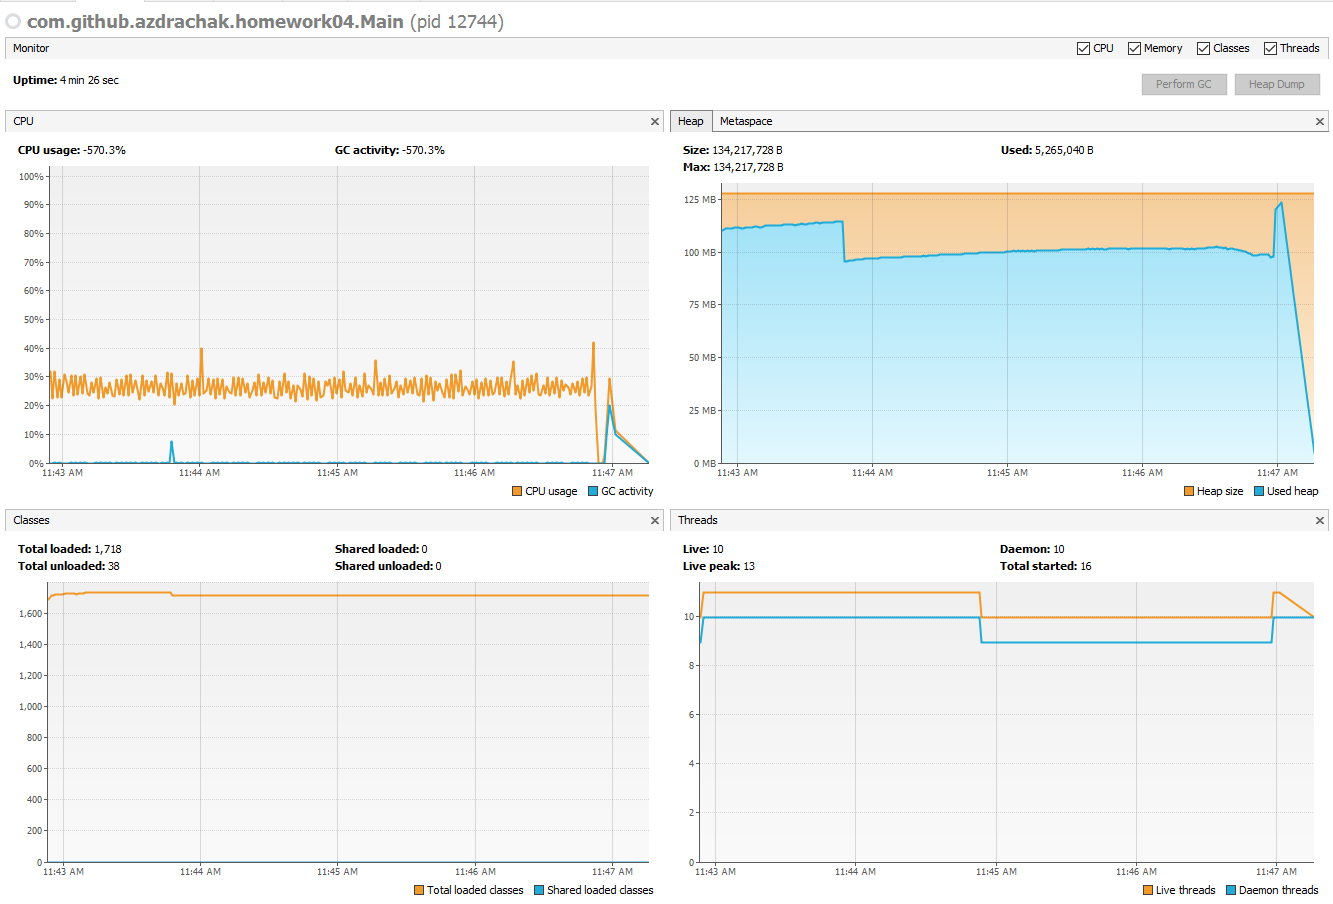 com.github.azdrachak.homework04.Main (pid 12744)
Monitor
CPU Memory Classes Threads
Uptime: 4 min 26 sec
Perform GC Heap Dump
CPU
CPU usage: -570.3% GC activity: -570.3%
100%
90%
80%
70%
60%
50%
40%
30%
20%
10%
0%
11:43 AM 11:44 AM 11:45 AM 11:46 AM 11:47 AM
CPU usage GC activity
Heap Metaspace
Size: 134,217,728 B Used: 5,265,040 B
Max: 134,217,728 B
125 MB
100 MB
75 MB
50 MB
25 MB
0 MB
11:43 AM 11:44 AM 11:45 AM 11:46 AM 11:47 AM
Heap size Used heap
Classes
Total loaded: 1,718 Shared loaded: 0
Total unloaded: 38 Shared unloaded: 0
1,600
1,400
1,200
1,000
800
600
400
200
0
11:43 AM 11:44 AM 11:45 AM 11:46 AM 11:47 AM
Total loaded classes Shared loaded classes
Threads
Live: 10 Daemon: 10
Live peak: 13 Total started: 16
10
8
6
4
2
0
11:43 AM 11:44 AM 11:45 AM 11:46 AM 11:47 AM
Live threads Daemon threads